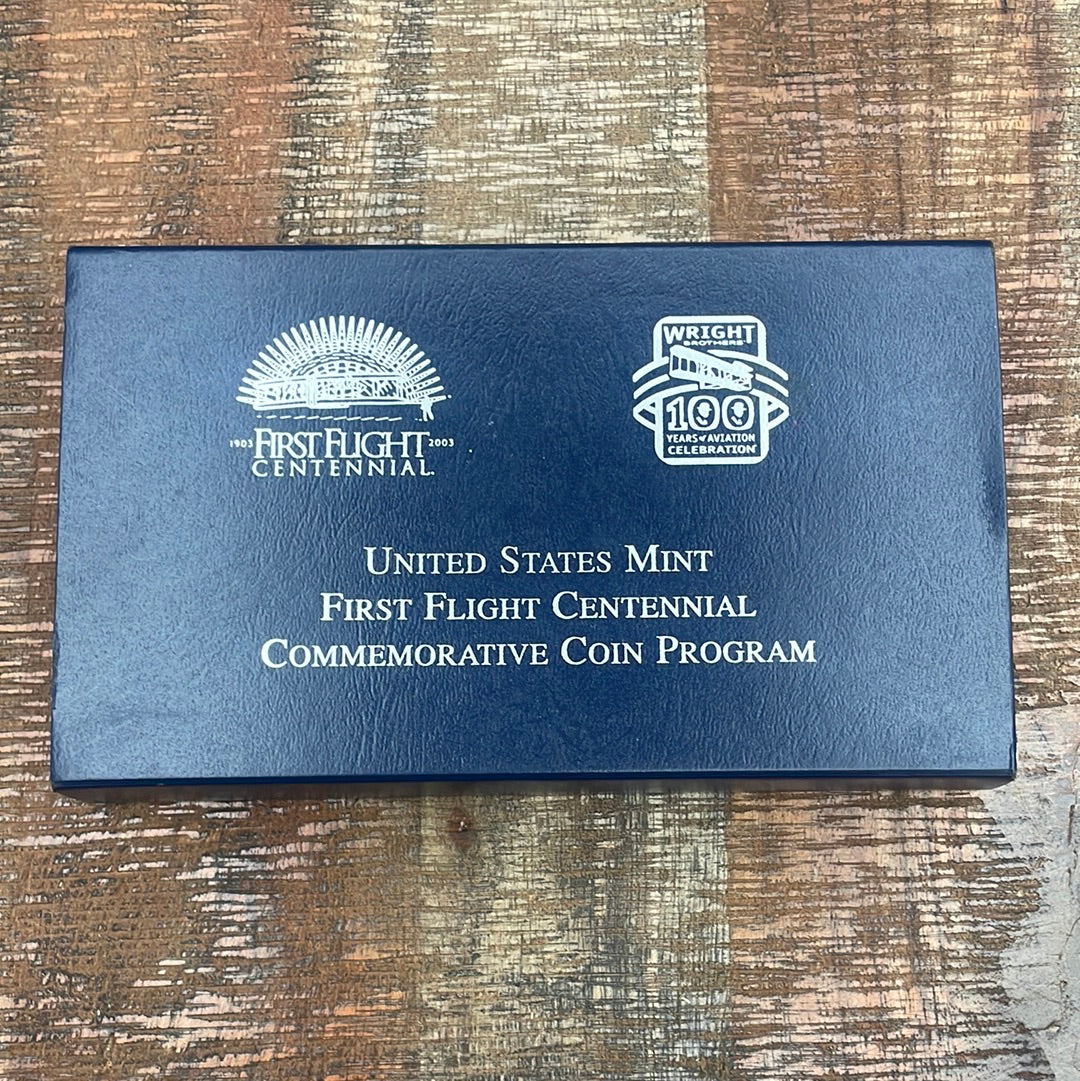 1903 FIRST FLIGHT 2003
CENTENNIAL.
WRIGHT
BROTHERS
100
YEARS of AVIATION
CELEBRATION
UNITED STATES MINT
FIRST FLIGHT CENTENNIAL
COMMEMORATIVE COIN PROGRAM